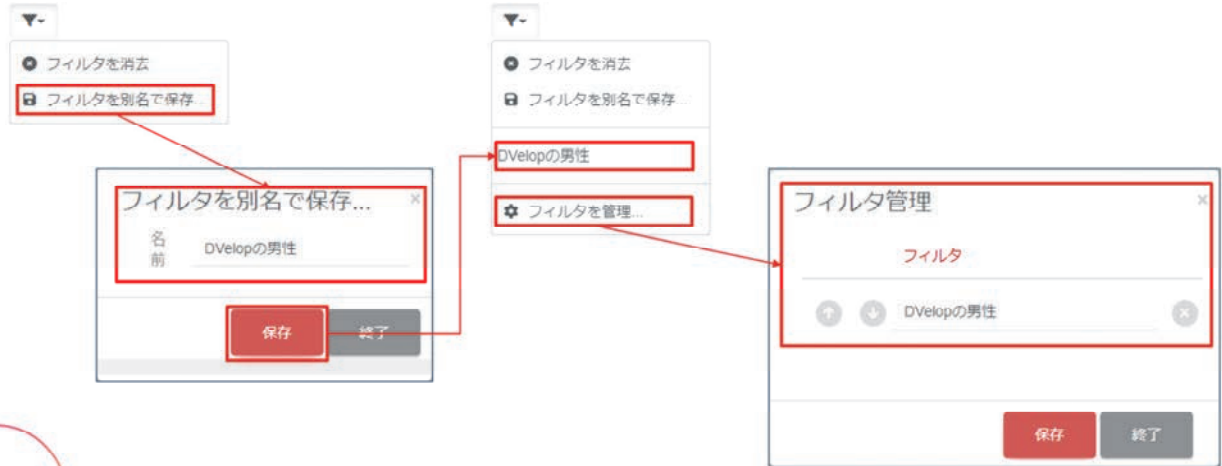 フィルタを消去
フィルタを別名で保存...
フィルタを別名で保存...
×
名前
DVelopの男性
保存
終了
フィルタを消去
フィルタを別名で保存...
DVelopの男性
フィルタを管理...
フィルタ管理
×
フィルタ
DVelopの男性
保存
終了